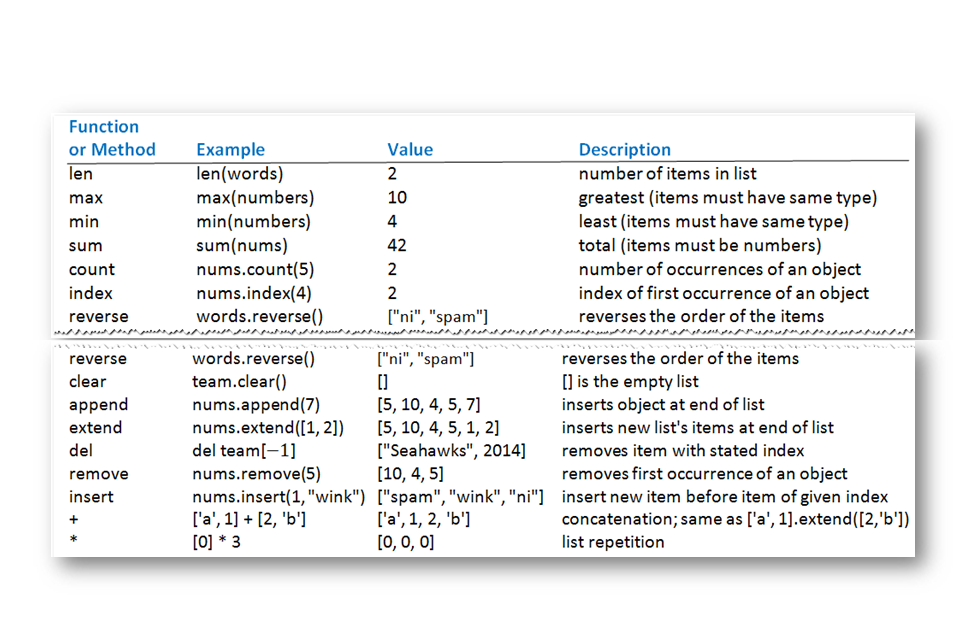 Function
or Method Example Value Description
len len(words) 2 number of items in list
max max(numbers) 10 greatest (items must have same type)
min min(numbers) 4 least (items must have same type)
sum sum(nums) 42 total (items must be numbers)
count nums.count(5) 2 number of occurrences of an object
index nums.index(4) 2 index of first occurrence of an object
reverse words.reverse() ["ni", "spam"] reverses the order of the items
reverse words.reverse() ["ni", "spam"] reverses the order of the items
clear team.clear() [] [] is the empty list
append nums.append(7) [5, 10, 4, 5, 7] inserts object at end of list
extend nums.extend([1, 2]) [5, 10, 4, 5, 1, 2] inserts new list's items at end of list
del del team[−1] ["Seahawks", 2014] removes item with stated index
remove nums.remove(5) [10, 4, 5] removes first occurrence of an object
insert nums.insert(1, "wink") ["spam", "wink", "ni"] insert new item before item of given index
+ ['a', 1] + [2, 'b'] ['a', 1, 2, 'b'] concatenation; same as ['a', 1].extend([2,'b'])
* [0] * 3 [0, 0, 0] list repetition